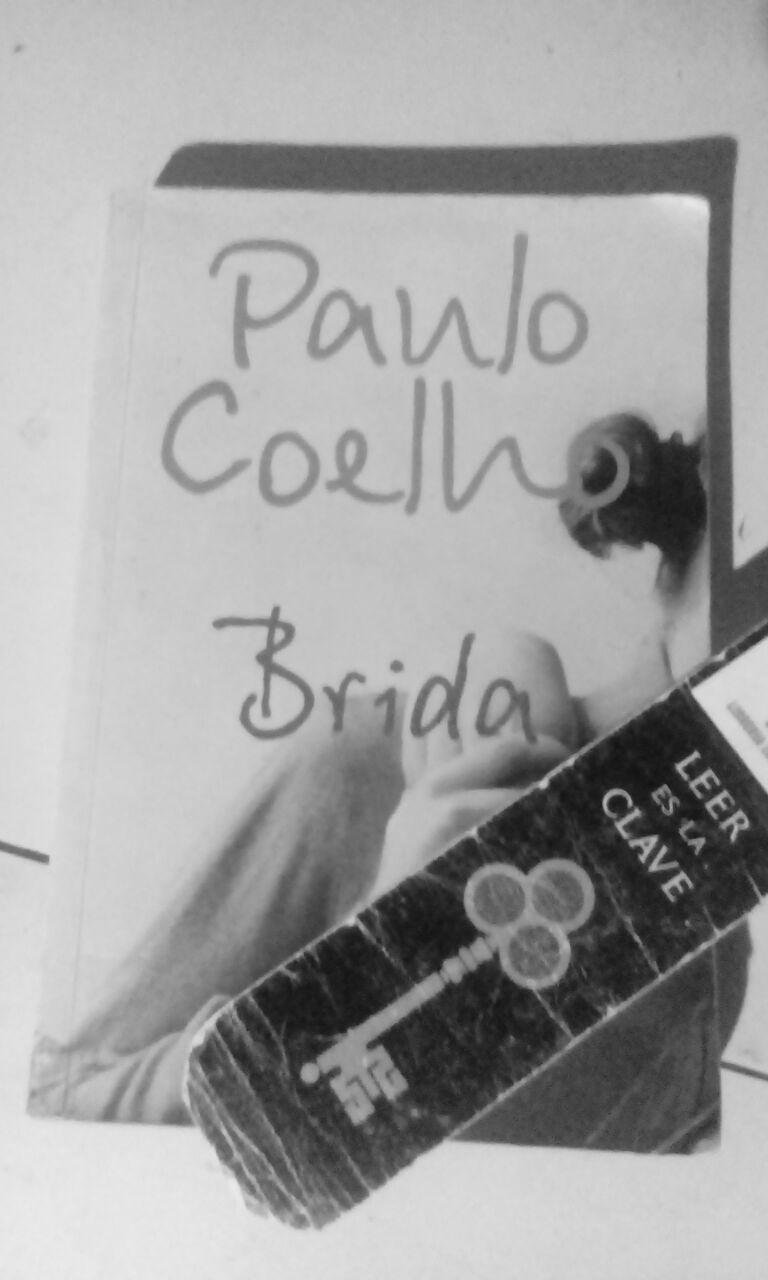 Paulo
Coelho
Brida
LEER
ES LA
CLAVE